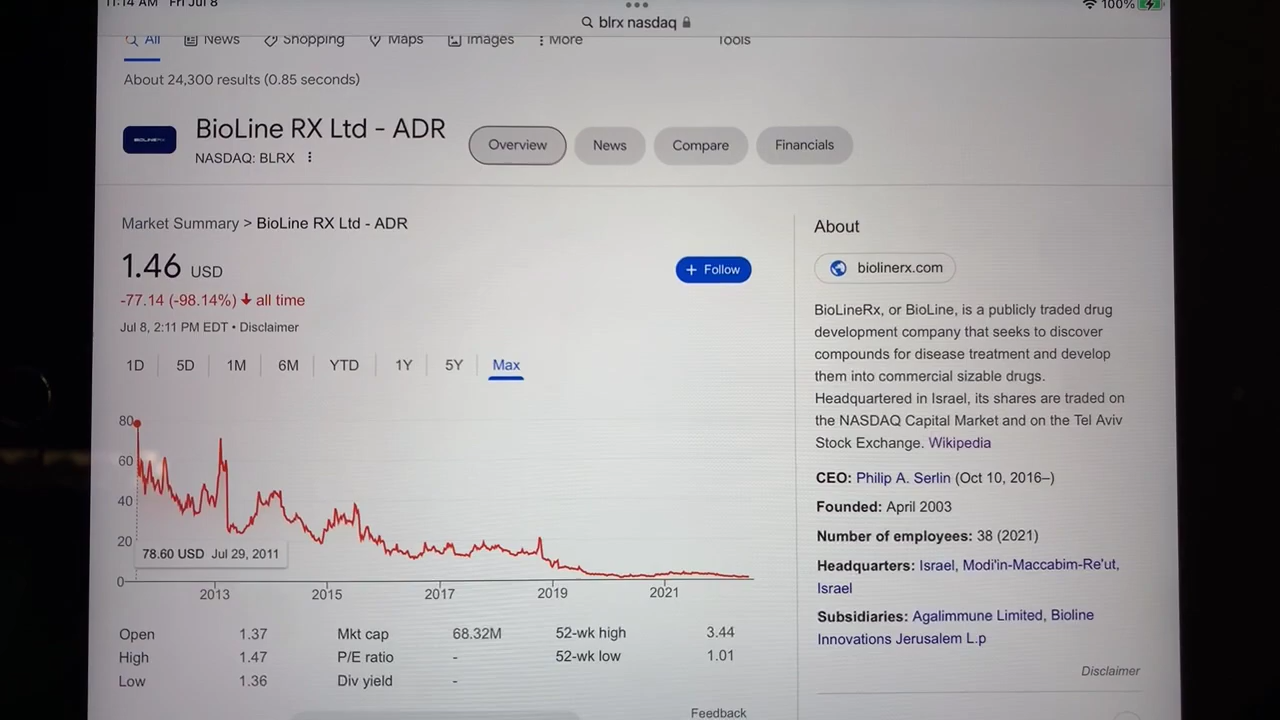 11:14 AM Fri Jul 8
100%
blrx nasdaq
All News Shopping Maps Images More Tools
About 24,300 results (0.85 seconds)
BIOLINERX
BioLine RX Ltd - ADR
NASDAQ: BLRX
Overview News Compare Financials
Market Summary > BioLine RX Ltd - ADR
1.46 USD
+ Follow
-77.14 (-98.14%) all time
Jul 8, 2:11 PM EDT • Disclaimer
1D 5D 1M 6M YTD 1Y 5Y Max
80
60
40
20
0
78.60 USD Jul 29, 2011
2013 2015 2017 2019 2021
Open 1.37 Mkt cap 68.32M 52-wk high 3.44
High 1.47 P/E ratio - 52-wk low 1.01
Low 1.36 Div yield -
Feedback
About
biolinerx.com
BioLineRx, or BioLine, is a publicly traded drug
development company that seeks to discover
compounds for disease treatment and develop
them into commercial sizable drugs.
Headquartered in Israel, its shares are traded on
the NASDAQ Capital Market and on the Tel Aviv
Stock Exchange. Wikipedia
CEO: Philip A. Serlin (Oct 10, 2016–)
Founded: April 2003
Number of employees: 38 (2021)
Headquarters: Israel, Modi'in-Maccabim-Re'ut,
Israel
Subsidiaries: Agalimmune Limited, Bioline
Innovations Jerusalem L.p
Disclaimer